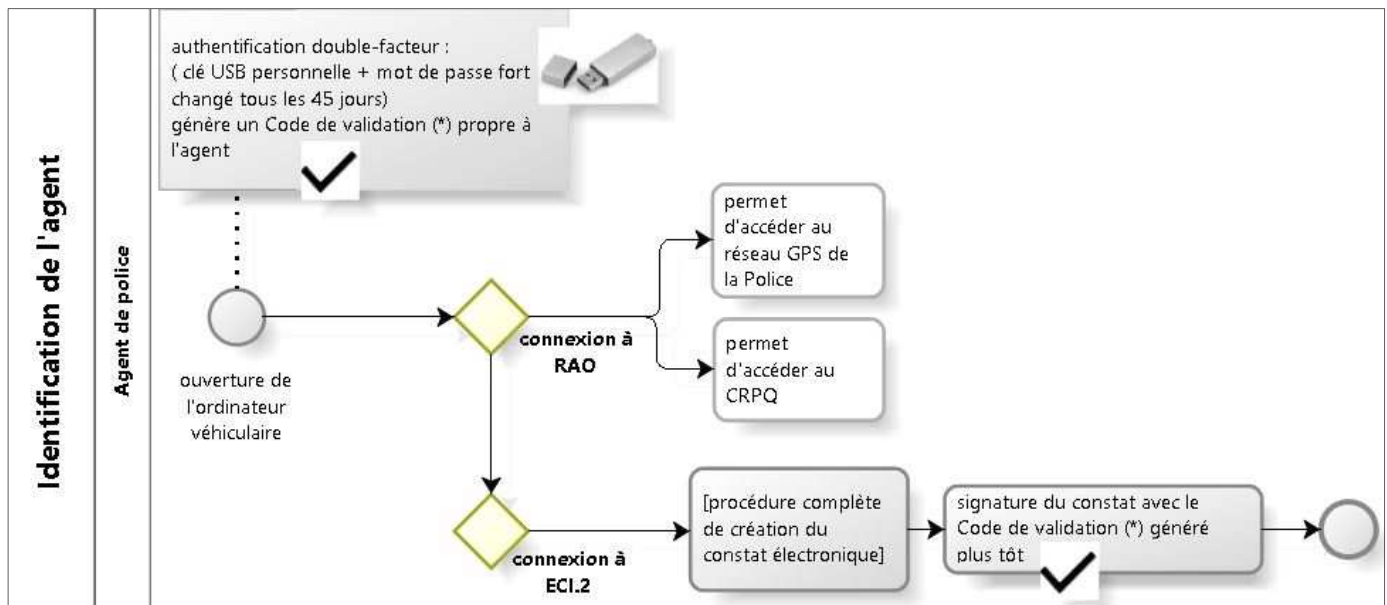 Identification de l'agent
Agent de police
authentification double-facteur :
( clé USB personnelle + mot de passe fort
changé tous les 45 jours)
génère un Code de validation (*) propre à
l'agent
ouverture de
l'ordinateur
véhiculaire
connexion à
RAO
permet
d'accéder au
réseau GPS de
la Police
permet
d'accéder au
CRPQ
connexion à
ECI.2
[procédure complète
de création du
constat électronique]
signature du constat avec le
Code de validation (*) généré
plus tôt